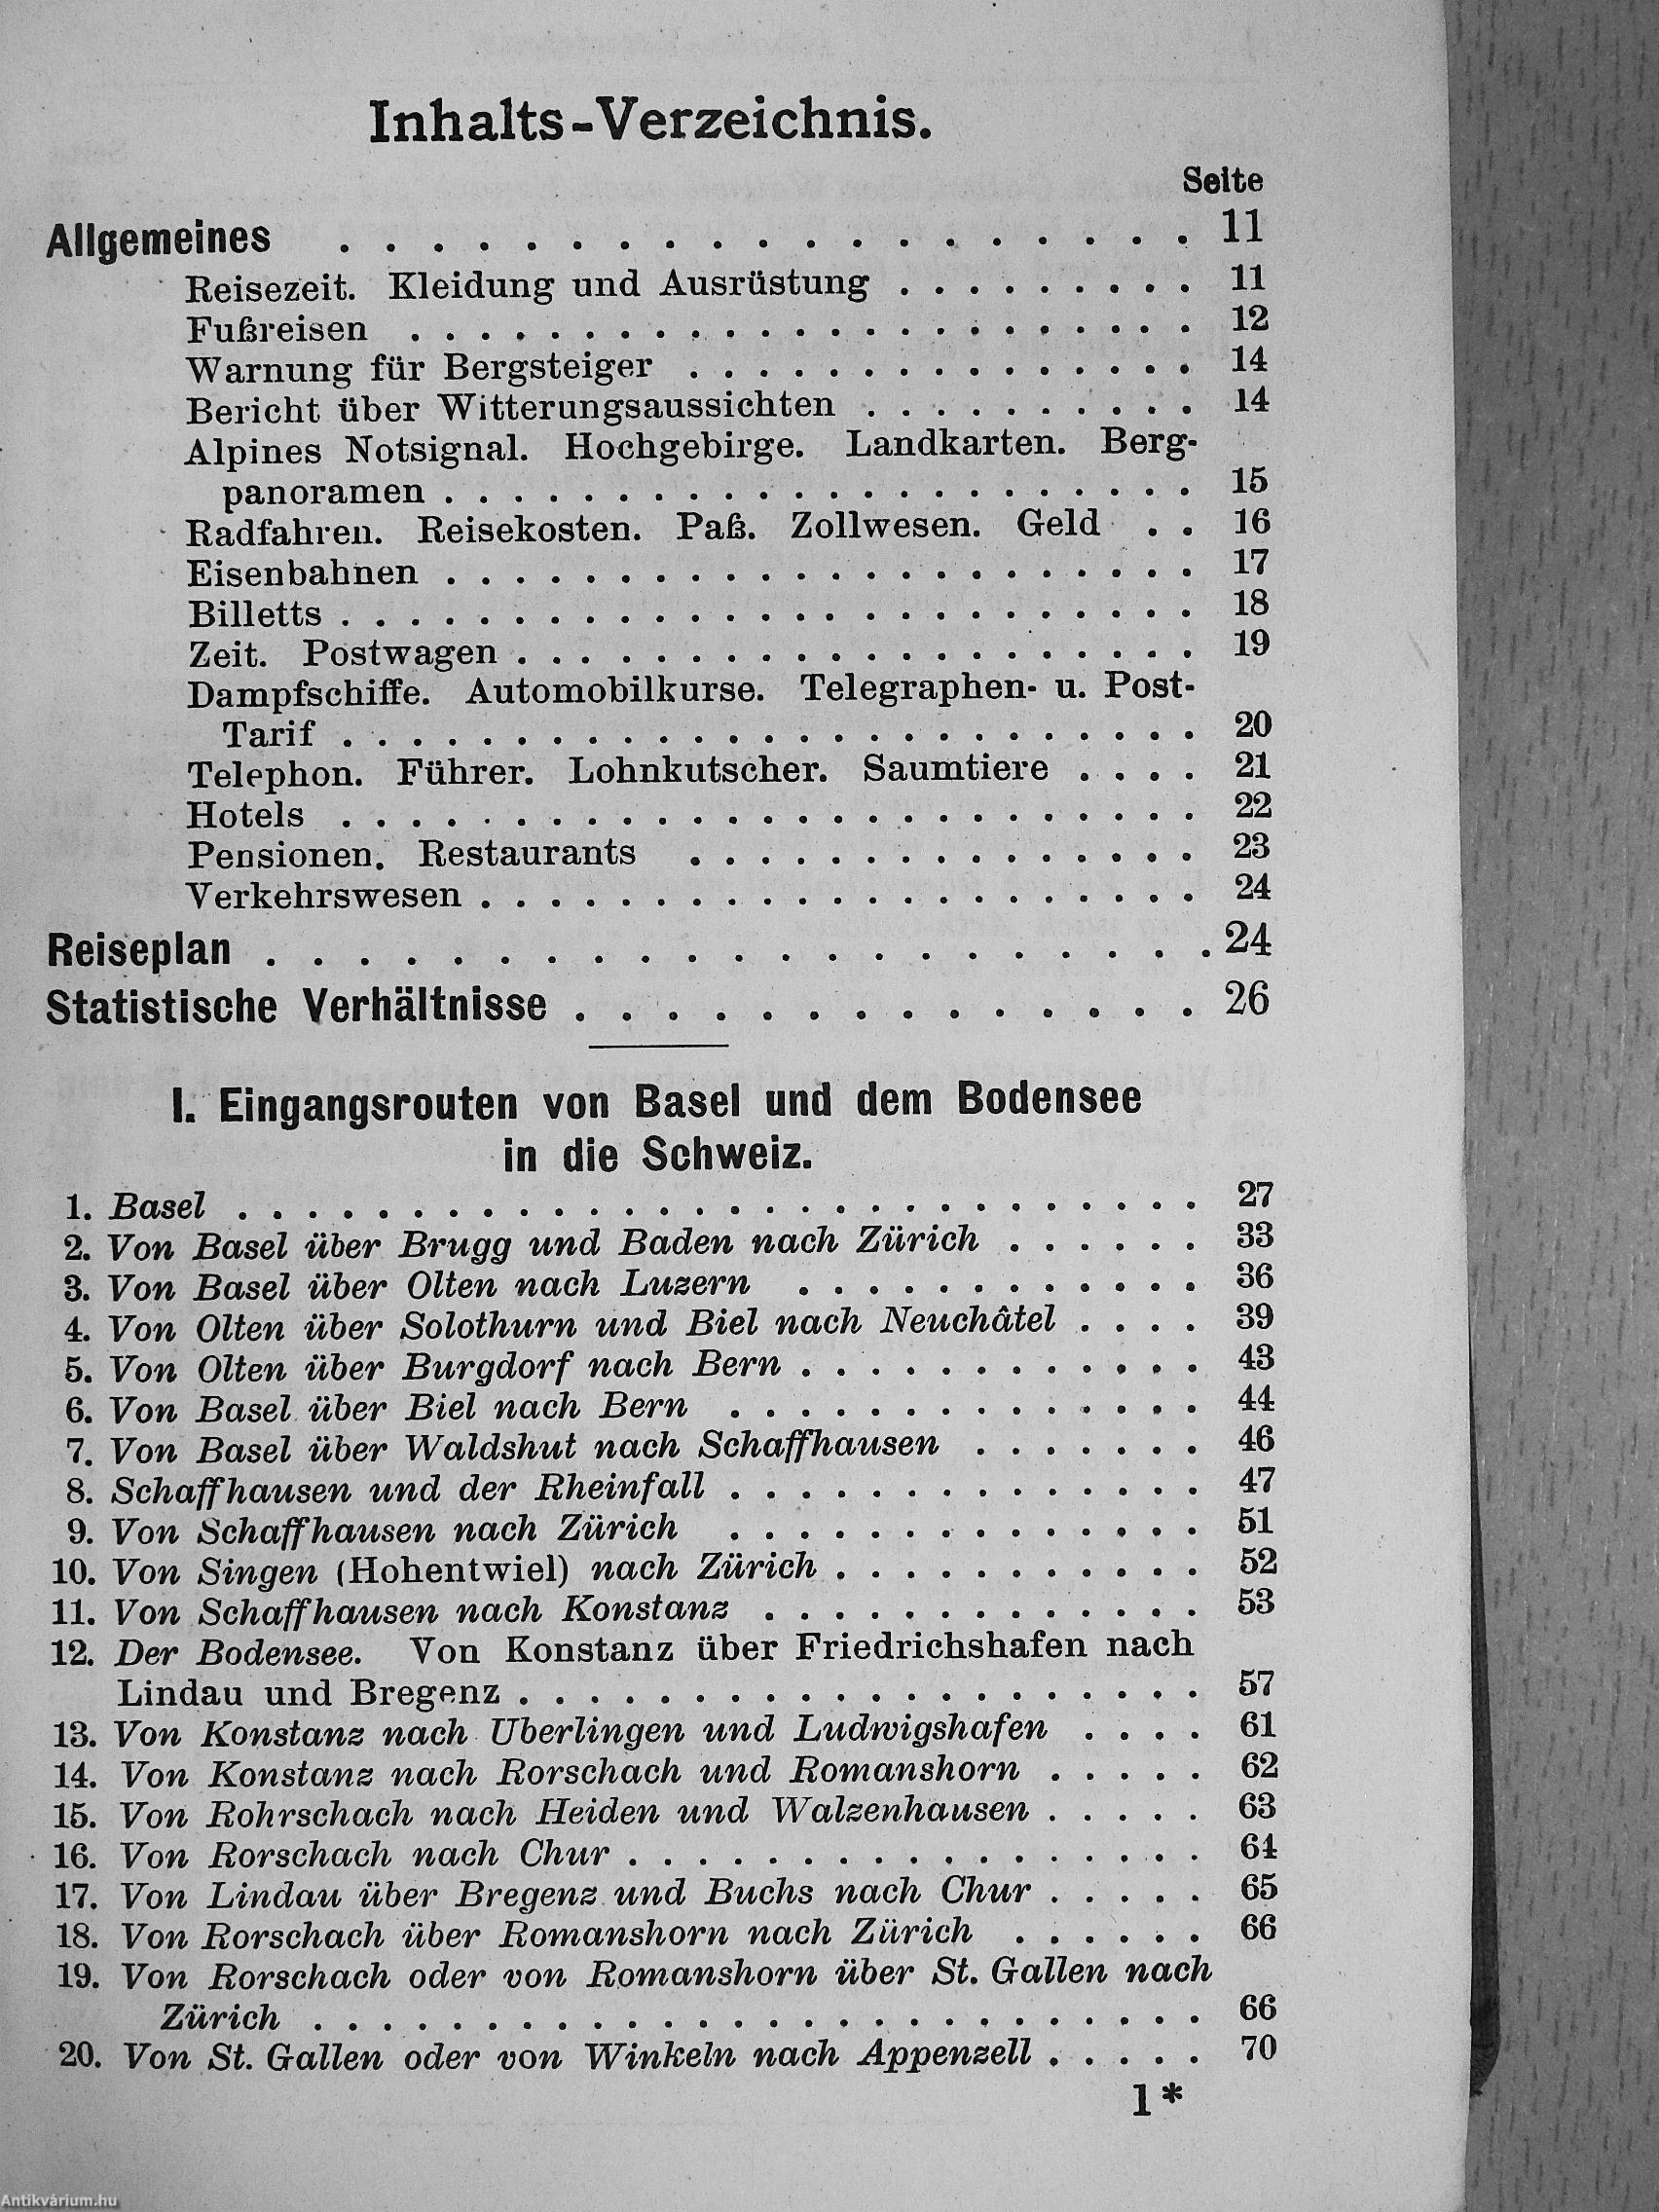 Inhalts-Verzeichnis.
Seite
Allgemeines . . . . . . . . . . . . . . . . . . . 11
Reisezeit. Kleidung und Ausrüstung . . . . . . . . . 11
Fußreisen . . . . . . . . . . . . . . . . . . . . . . . 12
Warnung für Bergsteiger . . . . . . . . . . . . . . . 14
Bericht über Witterungsaussichten . . . . . . . . . . 14
Alpines Notsignal. Hochgebirge. Landkarten. Berg-
panoramen . . . . . . . . . . . . . . . . . . . . . . 15
Radfahren. Reisekosten. Paß. Zollwesen. Geld . . 16
Eisenbahnen . . . . . . . . . . . . . . . . . . . . . . 17
Billetts . . . . . . . . . . . . . . . . . . . . . . . . . 18
Zeit. Postwagen . . . . . . . . . . . . . . . . . . . . 19
Dampfschiffe. Automobilkurse. Telegraphen- u. Post-
Tarif . . . . . . . . . . . . . . . . . . . . . . . . . 20
Telephon. Führer. Lohnkutscher. Saumtiere . . . . 21
Hotels . . . . . . . . . . . . . . . . . . . . . . . . . 22
Pensionen. Restaurants . . . . . . . . . . . . . . . 23
Verkehrswesen . . . . . . . . . . . . . . . . . . . . . 24
Reiseplan . . . . . . . . . . . . . . . . . . . . . 24
Statistische Verhältnisse . . . . . . . . . . . . . . 26
I. Eingangsrouten von Basel und dem Bodensee
in die Schweiz.
1. Basel . . . . . . . . . . . . . . . . . . . . . . . . . . . . 27
2. Von Basel über Brugg und Baden nach Zürich . . . . . . 33
3. Von Basel über Olten nach Luzern . . . . . . . . . . . . 36
4. Von Olten über Solothurn und Biel nach Neuchâtel . . . . 39
5. Von Olten über Burgdorf nach Bern . . . . . . . . . . . . 43
6. Von Basel über Biel nach Bern . . . . . . . . . . . . . . 44
7. Von Basel über Waldshut nach Schaffhausen . . . . . . . 46
8. Schaffhausen und der Rheinfall . . . . . . . . . . . . . . 47
9. Von Schaffhausen nach Zürich . . . . . . . . . . . . . . 51
10. Von Singen (Hohentwiel) nach Zürich . . . . . . . . . . . 52
11. Von Schaffhausen nach Konstanz . . . . . . . . . . . . . 53
12. Der Bodensee. Von Konstanz über Friedrichshafen nach
Lindau und Bregenz . . . . . . . . . . . . . . . . . . . . 57
13. Von Konstanz nach Uberlingen und Ludwigshafen . . . . 61
14. Von Konstanz nach Rorschach und Romanshorn . . . . . 62
15. Von Rohrschach nach Heiden und Walzenhausen . . . . . 63
16. Von Rorschach nach Chur . . . . . . . . . . . . . . . . . 64
17. Von Lindau über Bregenz und Buchs nach Chur . . . . . 65
18. Von Rorschach über Romanshorn nach Zürich . . . . . . 66
19. Von Rorschach oder von Romanshorn über St. Gallen nach
Zürich . . . . . . . . . . . . . . . . . . . . . . . . . . 66
20. Von St. Gallen oder von Winkeln nach Appenzell . . . . . 70
1*
Antikvárium.hu